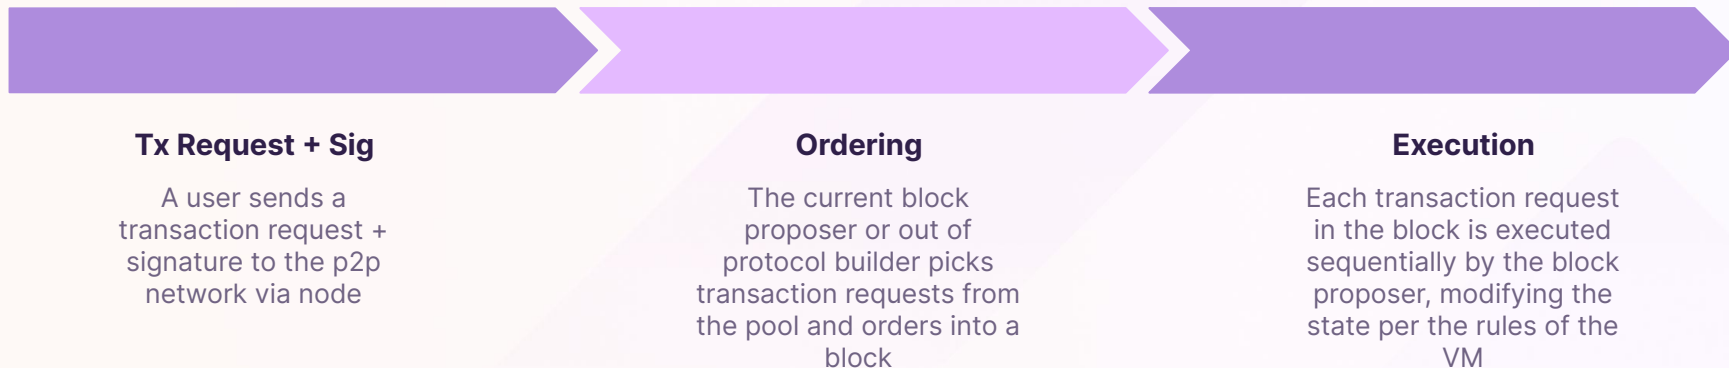 Tx Request + Sig
A user sends a
transaction request +
signature to the p2p
network via node
Ordering
The current block
proposer or out of
protocol builder picks
transaction requests from
the pool and orders into a
block
Execution
Each transaction request
in the block is executed
sequentially by the block
proposer, modifying the
state per the rules of the
VM